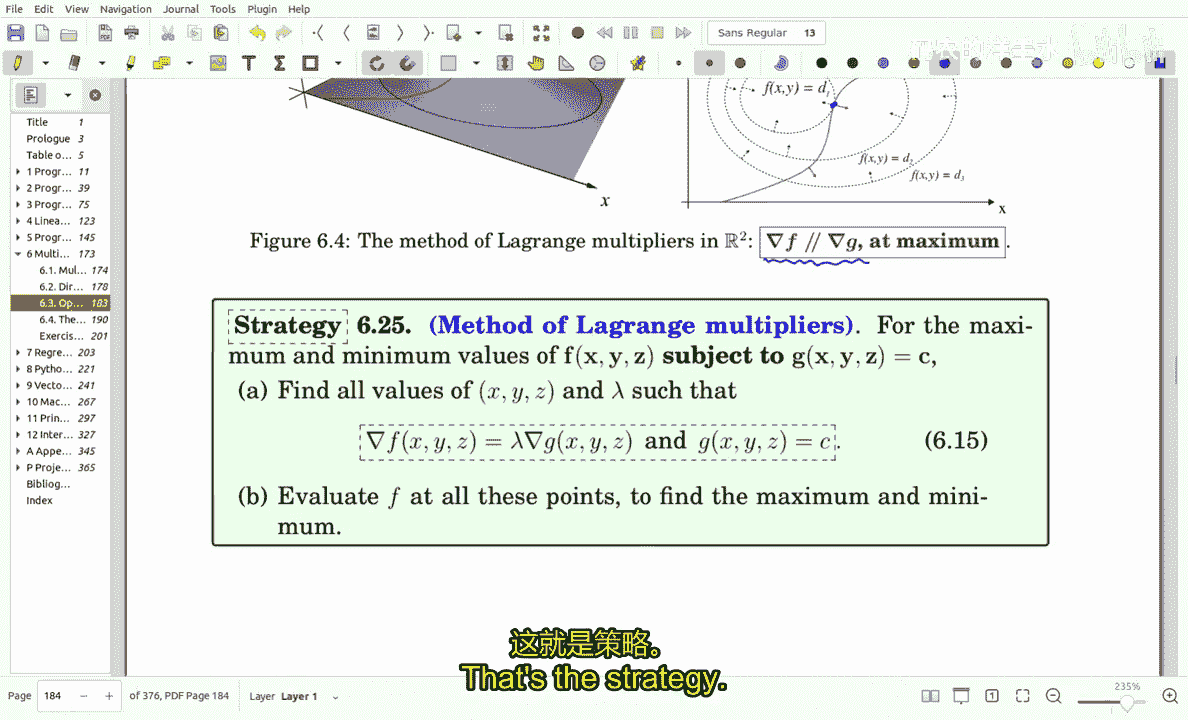 File Edit View Navigation Journal Tools Plugin Help
Sans Regular 13
Title 1
Prologue 3
Table o... 5
1 Progr... 11
2 Progr... 39
3 Progr... 75
4 Linea... 123
5 Progr... 145
6 Multi... 173
6.1. Mul... 174
6.2. Dir... 178
6.3. Op... 183
6.4. The... 190
Exercis... 201
7 Regre... 203
8 Pytho... 221
9 Vecto... 241
10 Mac... 267
11 Prin... 297
12 Inter... 327
A Appe... 345
P Proje... 365
Bibliog...
Index
x
f(x,y) = d₁
f(x,y) = d₂
f(x,y) = d₃
x
Figure 6.4: The method of Lagrange multipliers in ℝ²: ∇f // ∇g, at maximum.
Strategy 6.25. (Method of Lagrange multipliers). For the maxi-
mum and minimum values of f(x, y, z) subject to g(x, y, z) = c,
(a) Find all values of (x, y, z) and λ such that
∇f(x, y, z) = λ∇g(x, y, z) and g(x, y, z) = c. (6.15)
(b) Evaluate f at all these points, to find the maximum and mini-
mum.
这就是策略。
That's the strategy.
Page 184 − + of 376, PDF Page 184 Layer Layer 1
235%